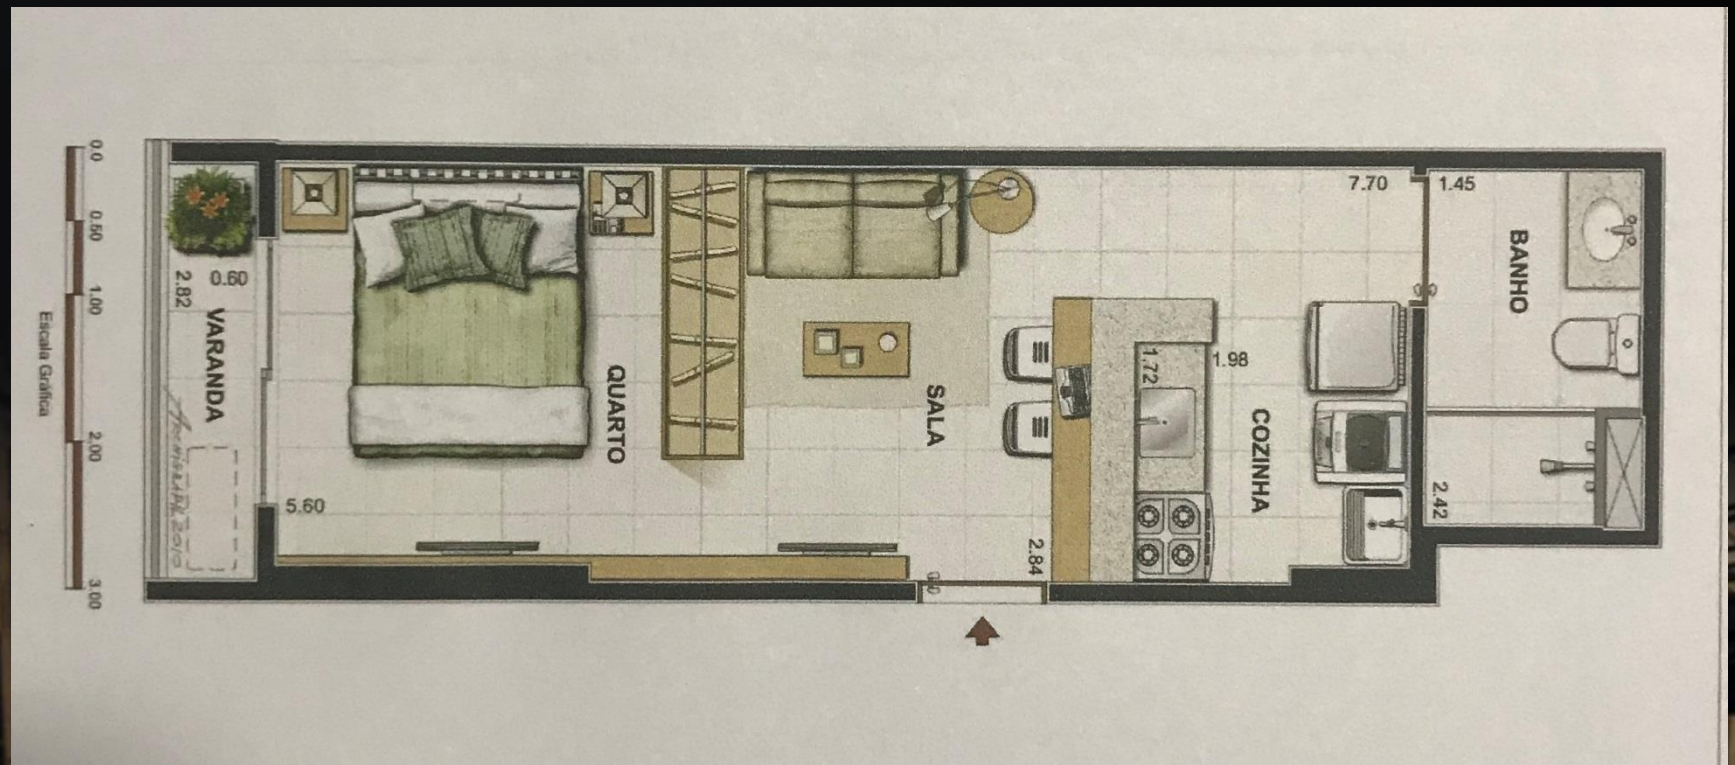 0.0
0.50
1.00
2.00
3.00
Escala Gráfica
VARANDA
0.60
2.82
QUARTO
5.60
SALA
2.84
COZINHA
1.72
1.98
7.70
BANHO
1.45
2.42